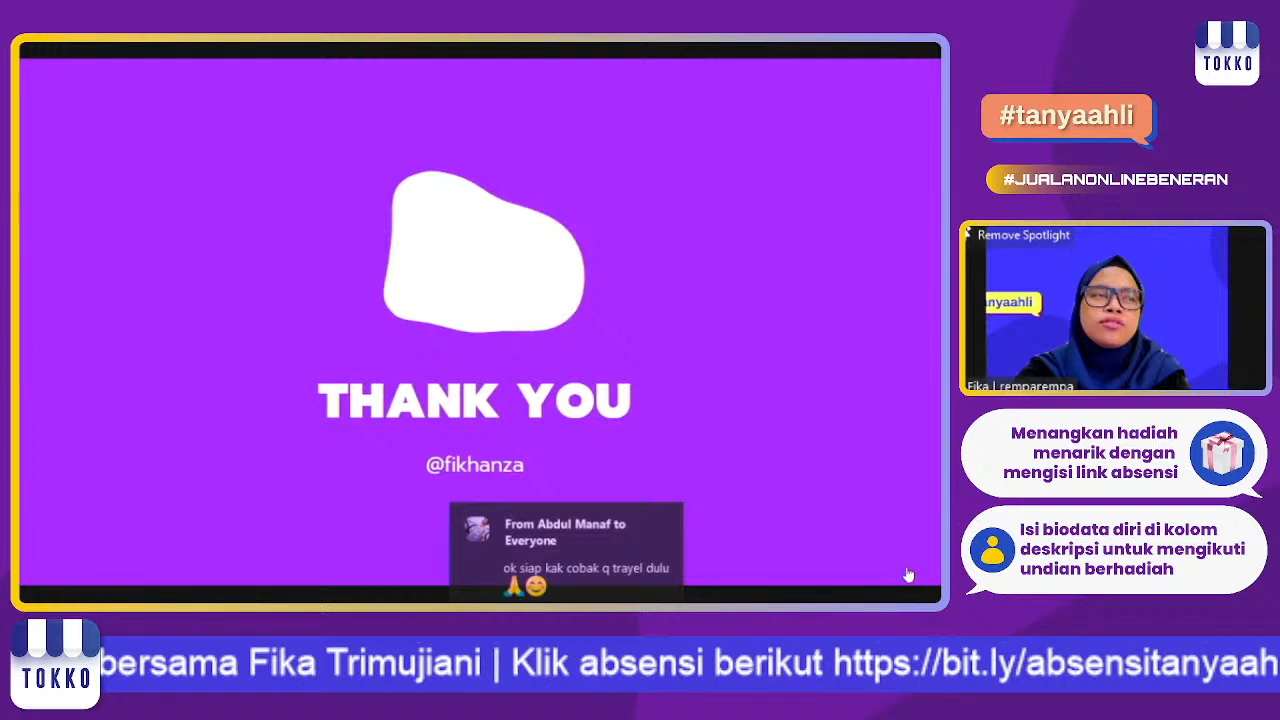 TOKKO
#tanyaahli
#JUALANONLINEBENERAN
Remove Spotlight
anyaahli
Fika | remparempa
THANK YOU
@fikhanza
From Abdul Manaf to
Everyone
ok siap kak cobak q trayel dulu
🙏😊
Menangkan hadiah
menarik dengan
mengisi link absensi
Isi biodata diri di kolom
deskripsi untuk mengikuti
undian berhadiah
TOKKO
bersama Fika Trimujiani | Klik absensi berikut https://bit.ly/absensitanyaah